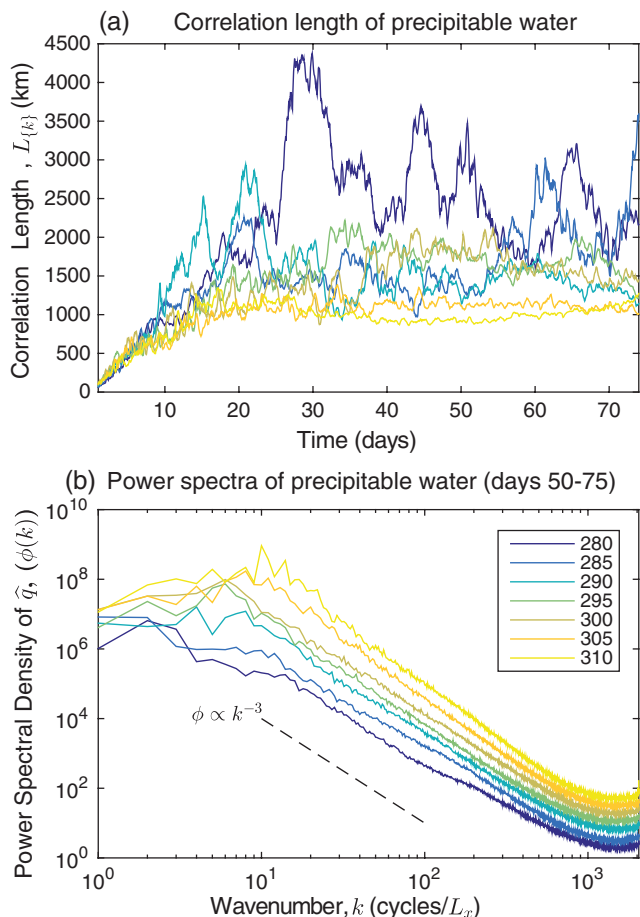 (a) Correlation length of precipitable water
Correlation Length , L_{k} (km)
4500
4000
3500
3000
2500
2000
1500
1000
500
0
10 20 30 40 50 60 70
Time (days)
(b) Power spectra of precipitable water (days 50-75)
Power Spectral Density of q̂, (ϕ(k))
10^10
10^8
10^6
10^4
10^2
10^0
280
285
290
295
300
305
310
ϕ ∝ k^−3
10^0 10^1 10^2 10^3
Wavenumber, k (cycles/L_x)